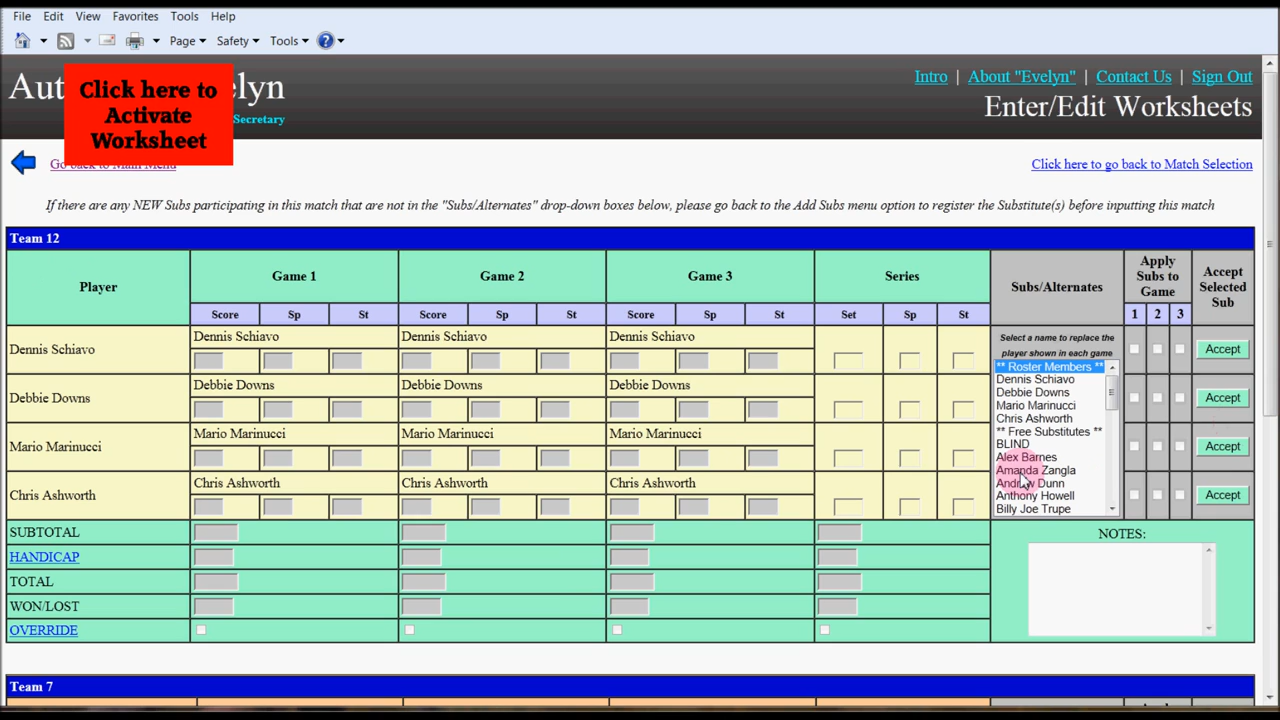 File Edit View Favorites Tools Help
Page Safety Tools
Click here to
Activate
Worksheet
Aut elyn
Secretary
Intro | About "Evelyn" | Contact Us | Sign Out
Enter/Edit Worksheets
Go back to Main Menu
Click here to go back to Match Selection
If there are any NEW Subs participating in this match that are not in the "Subs/Alternates" drop-down boxes below, please go back to the Add Subs menu option to register the Substitute(s) before inputting this match
Team 12
Player Game 1 Game 2 Game 3 Series Subs/Alternates Apply Subs to Game Accept Selected Sub
Score Sp St Score Sp St Score Sp St Set Sp St 1 2 3
Dennis Schiavo Dennis Schiavo Dennis Schiavo Dennis Schiavo Accept
Debbie Downs Debbie Downs Debbie Downs Debbie Downs Accept
Mario Marinucci Mario Marinucci Mario Marinucci Mario Marinucci Accept
Chris Ashworth Chris Ashworth Chris Ashworth Chris Ashworth Accept
Select a name to replace the
player shown in each game
** Roster Members **
Dennis Schiavo
Debbie Downs
Mario Marinucci
Chris Ashworth
** Free Substitutes **
BLIND
Alex Barnes
Amanda Zangla
Andrew Dunn
Anthony Howell
Billy Joe Trupe
SUBTOTAL
HANDICAP
TOTAL
WON/LOST
OVERRIDE
NOTES:
Team 7